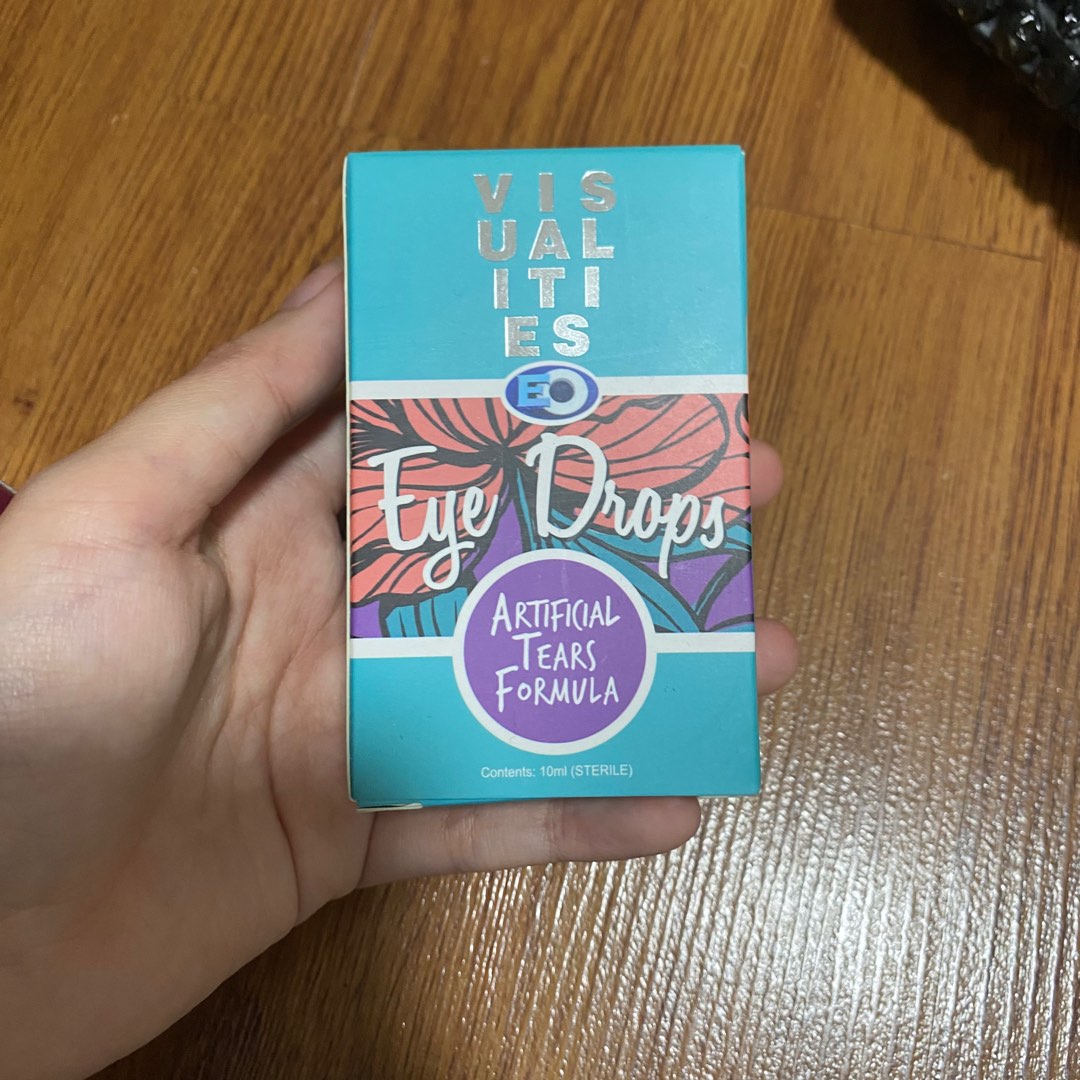 VIS
UAL
ITI
ES
EO
Eye Drops
ARTIFICIAL
TEARS
FORMULA
Contents: 10ml (STERILE)